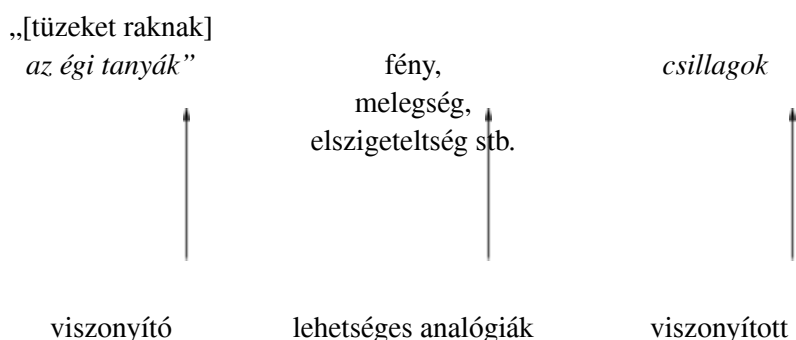 „[tüzeket raknak]
az égi tanyák”
fény,
melegség,
elszigeteltség stb.
csillagok
viszonyító
lehetséges analógiák
viszonyított